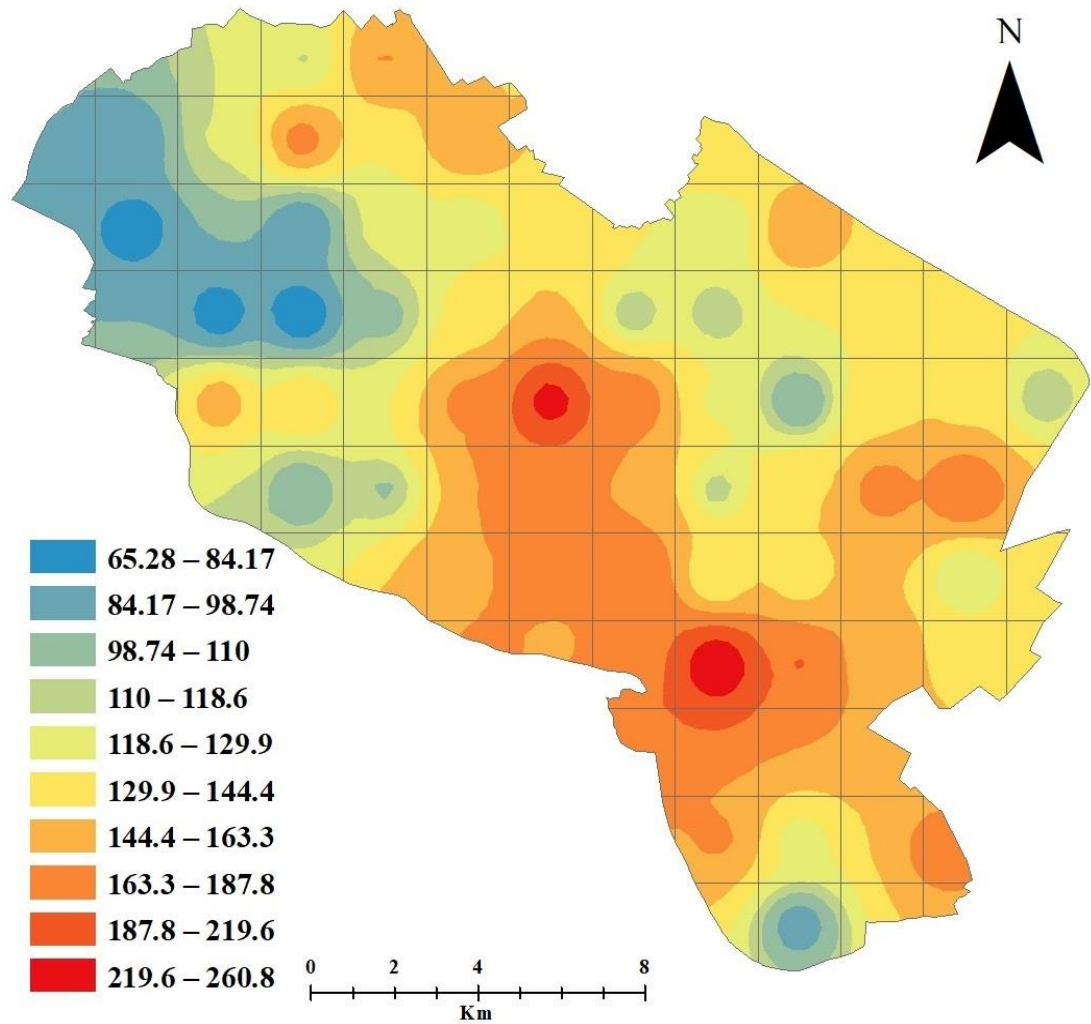 N
65.28 – 84.17
84.17 – 98.74
98.74 – 110
110 – 118.6
118.6 – 129.9
129.9 – 144.4
144.4 – 163.3
163.3 – 187.8
187.8 – 219.6
219.6 – 260.8
0 2 4 8
Km